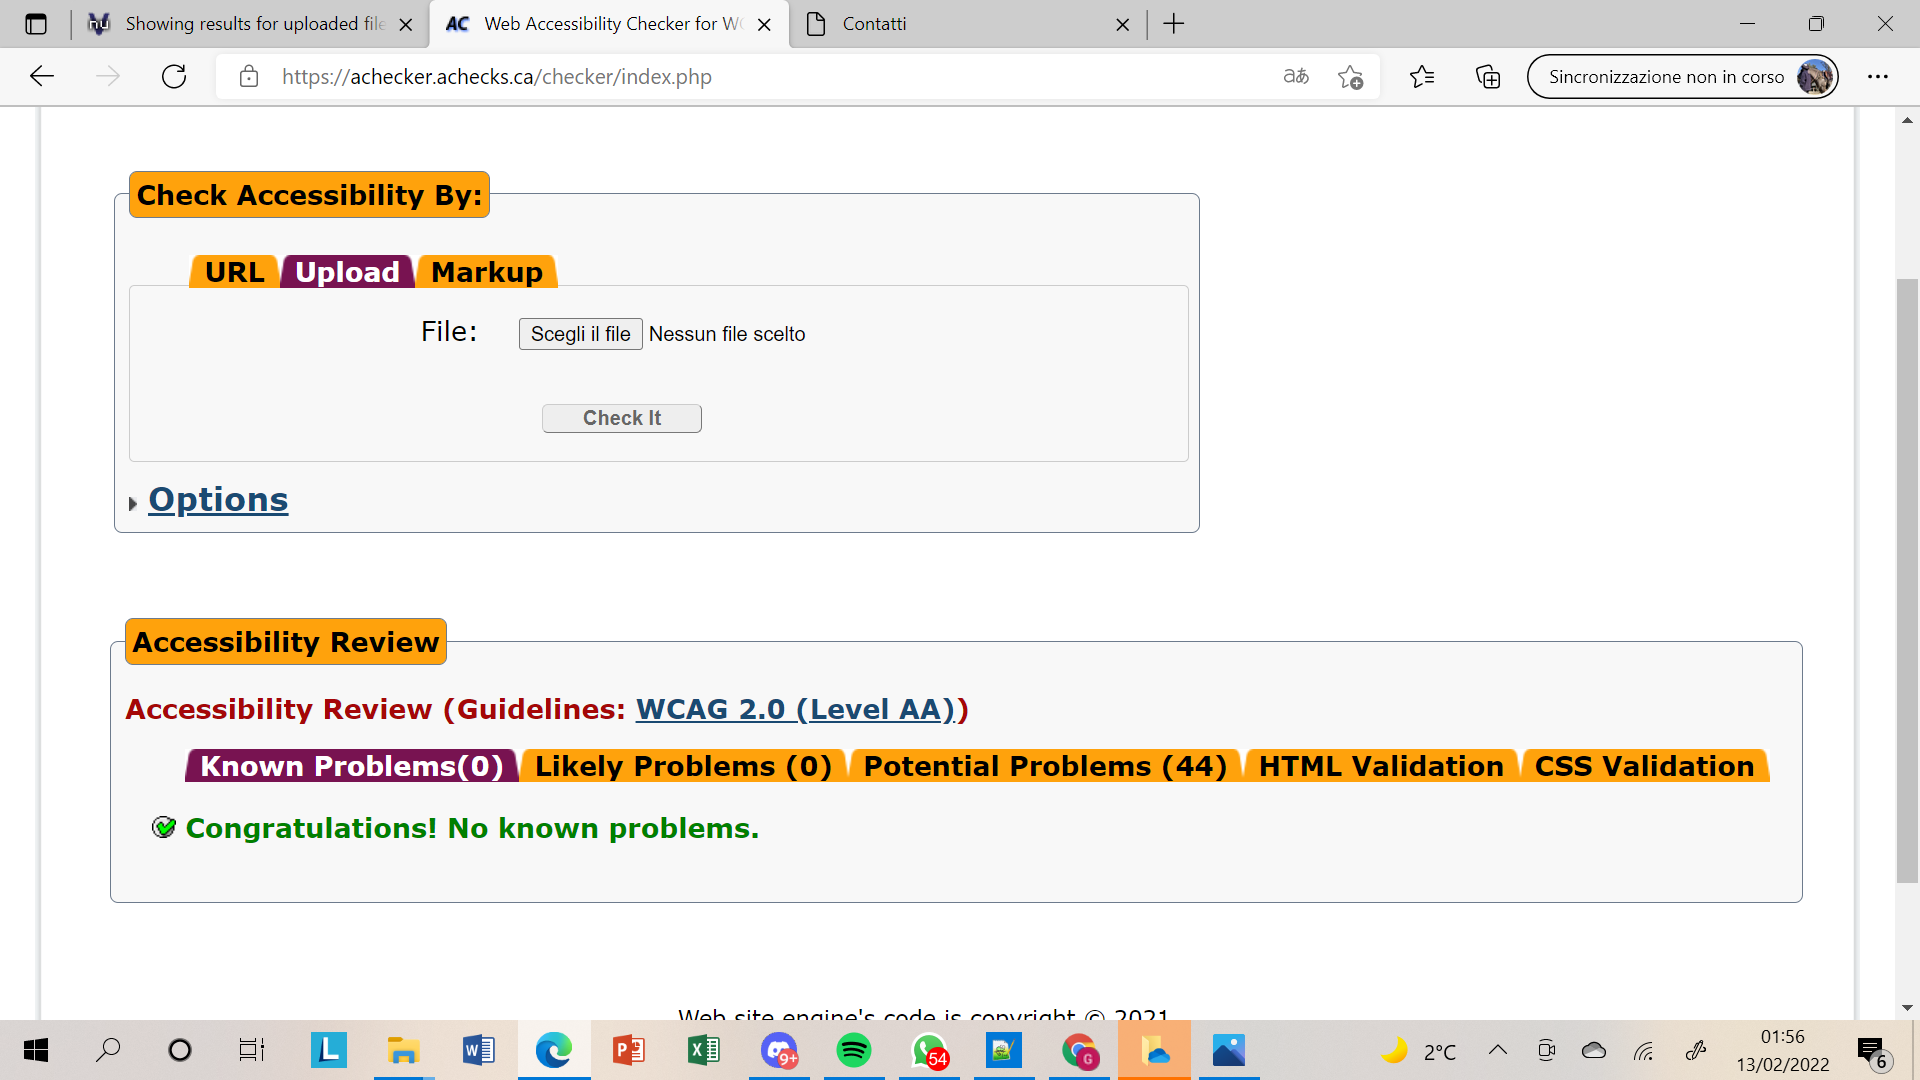 Showing results for uploaded file
Web Accessibility Checker for WC
Contatti
https://achecker.achecks.ca/checker/index.php
Sincronizzazione non in corso
Check Accessibility By:
URL Upload Markup
File: Scegli il file Nessun file scelto
Check It
Options
Accessibility Review
Accessibility Review (Guidelines: WCAG 2.0 (Level AA))
Known Problems(0) Likely Problems (0) Potential Problems (44) HTML Validation CSS Validation
Congratulations! No known problems.
Web site engine's code is copyright © 2021
9+
54
G
2°C
01:56
13/02/2022
6